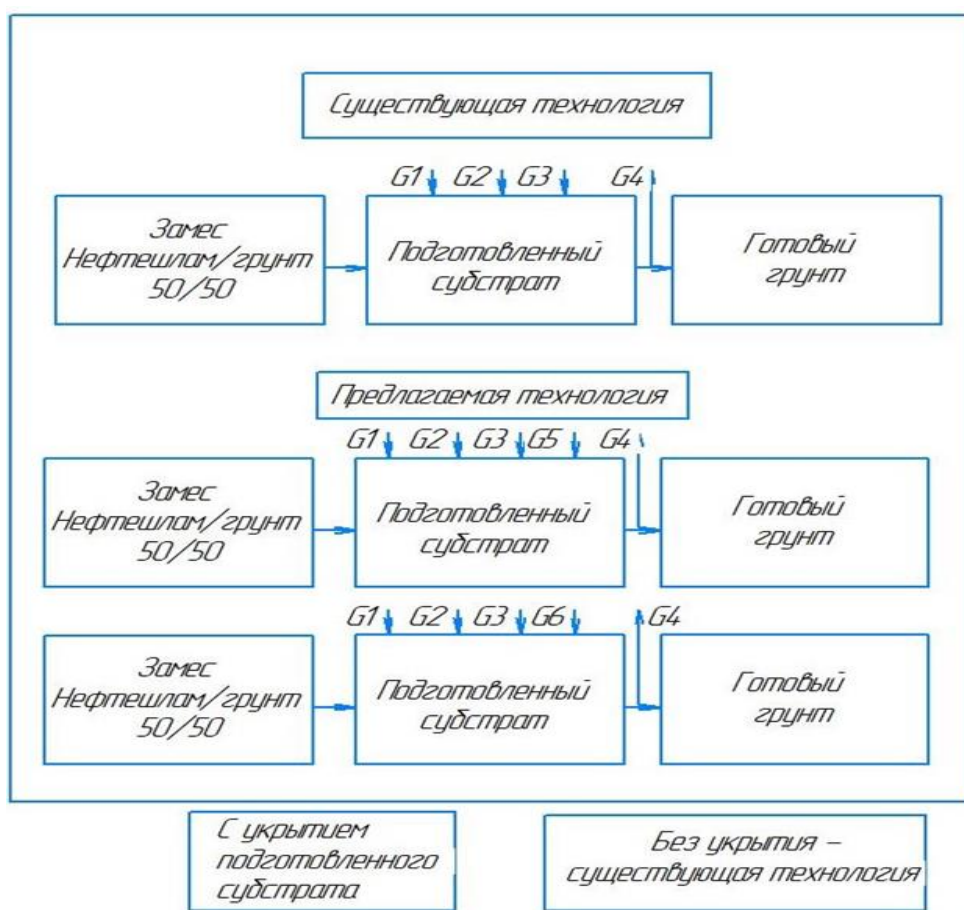 Существующая технология
G1 G2 G3 G4
Замес
Нефтешлам/грунт
50/50
Подготовленный
субстрат
Готовый
грунт
Предлагаемая технология
G1 G2 G3 G5 G4
Замес
Нефтешлам/грунт
50/50
Подготовленный
субстрат
Готовый
грунт
G1 G2 G3 G6 G4
Замес
Нефтешлам/грунт
50/50
Подготовленный
субстрат
Готовый
грунт
С укрытием
подготовленного
субстрата
Без укрытия –
существующая технология